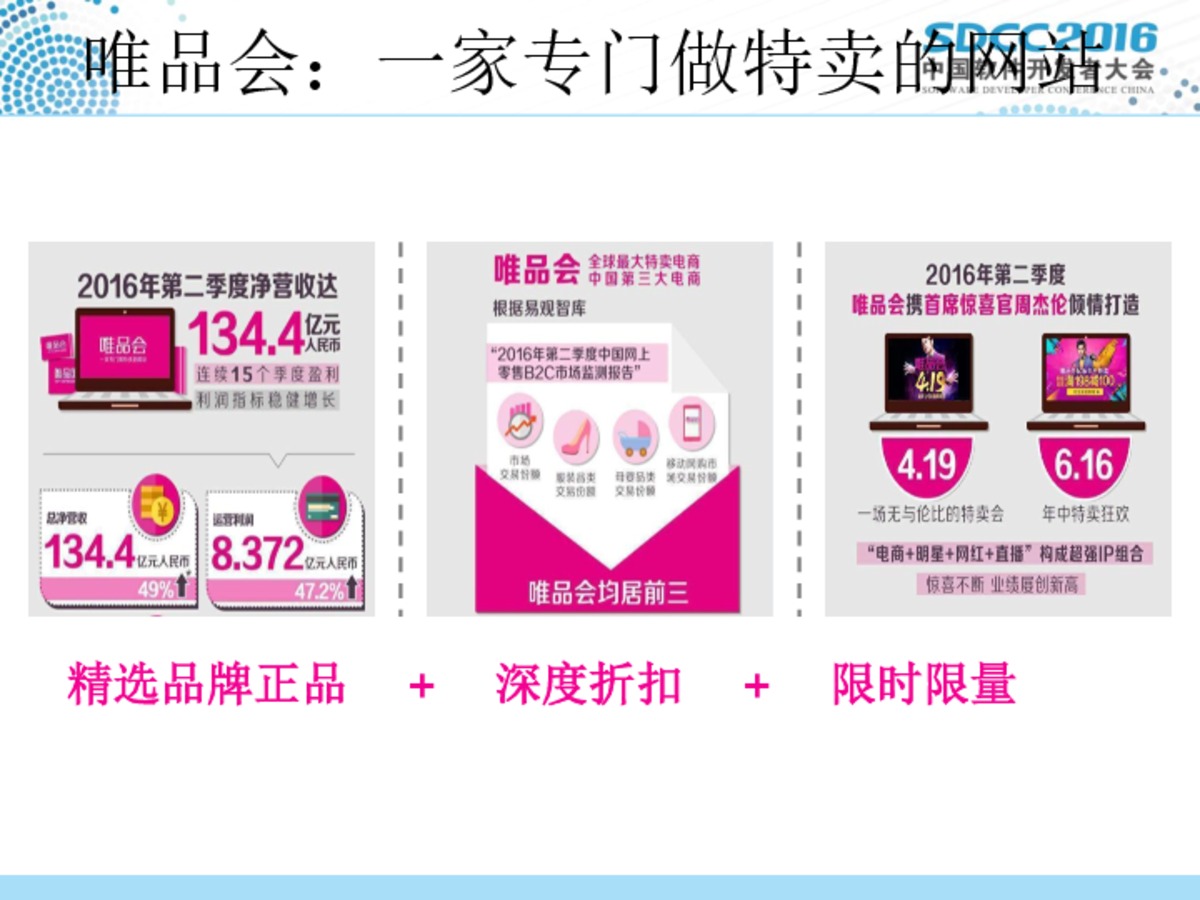 唯品会：一家专门做特卖的网站
SDCC 2016
中国软件开发者大会
SOFTWARE DEVELOPER CONFERENCE CHINA
2016年第二季度净营收达
134.4亿元人民币
唯品会
连续15个季度盈利
利润指标稳健增长
总净营收
134.4亿元人民币
49%
运营利润
8.372亿元人民币
47.2%
唯品会 全球最大特卖电商
中国第三大电商
根据易观智库
“2016年第二季度中国网上
零售B2C市场监测报告”
市场
交易份额
服装品类
交易份额
母婴品类
交易份额
移动网购市
场交易份额
唯品会均居前三
2016年第二季度
唯品会携首席惊喜官周杰伦倾情打造
4.19
满198减100
4.19
一场无与伦比的特卖会
6.16
年中特卖狂欢
“电商+明星+网红+直播”构成超强IP组合
惊喜不断 业绩屡创新高
精选品牌正品 + 深度折扣 + 限时限量